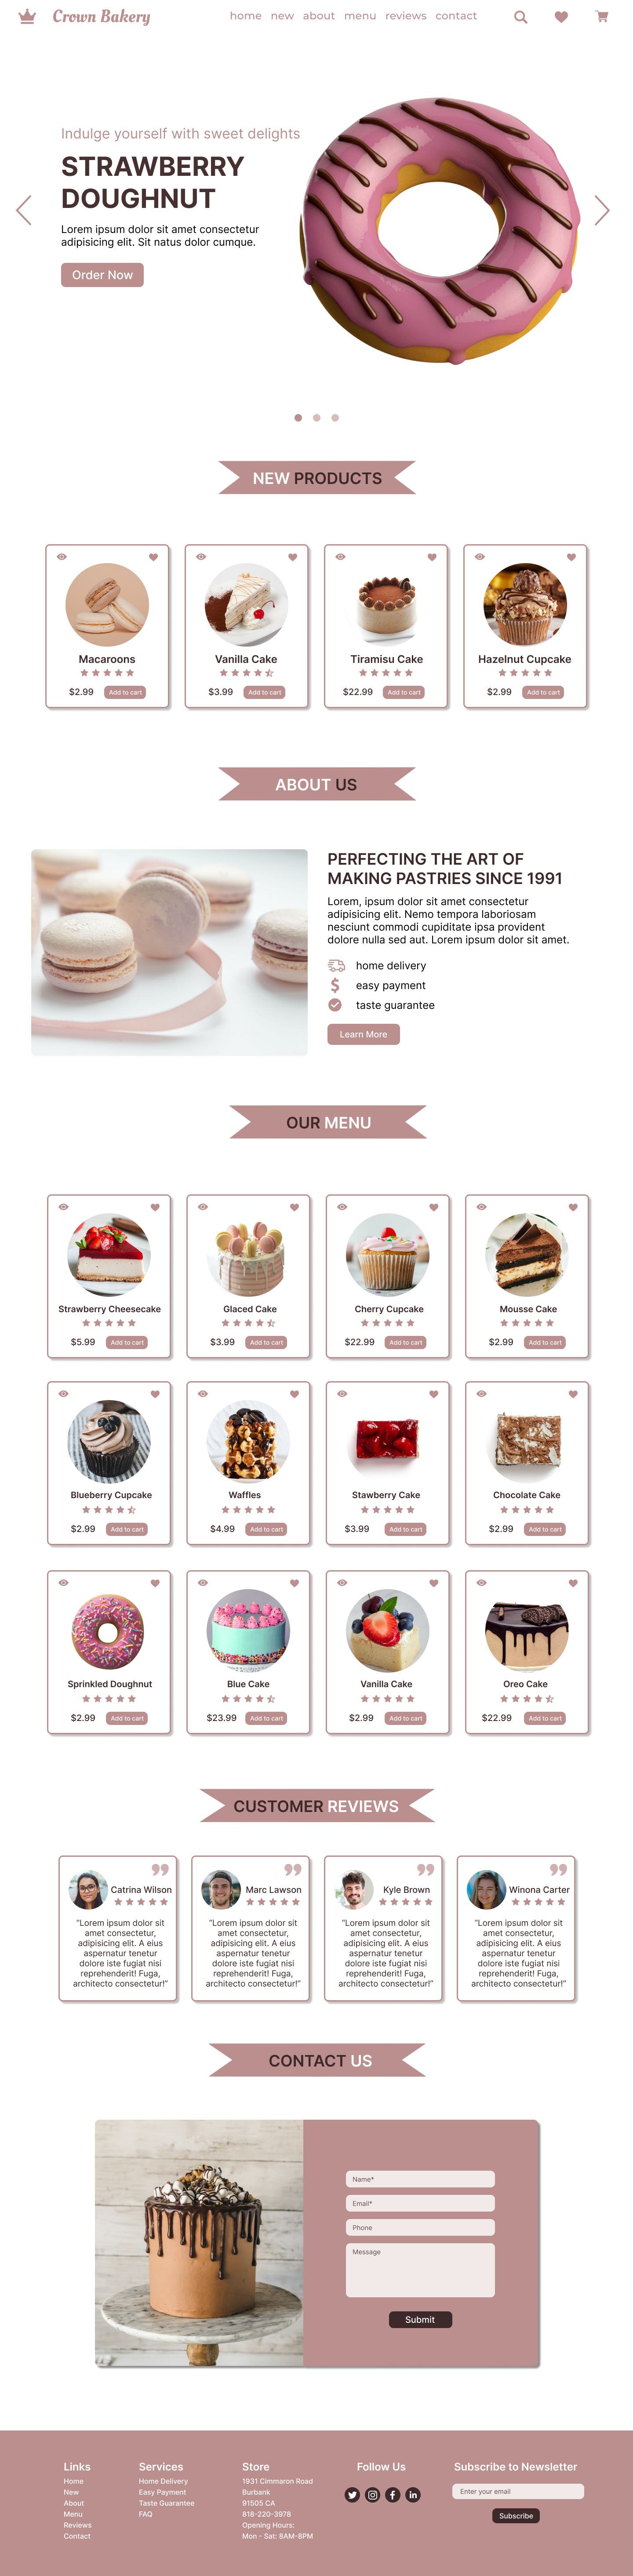 Crown Bakery
home new about menu reviews contact
Indulge yourself with sweet delights
STRAWBERRY
DOUGHNUT
Lorem ipsum dolor sit amet consectetur
adipisicing elit. Sit natus dolor cumque.
Order Now
NEW PRODUCTS
Macaroons
$2.99 Add to cart
Vanilla Cake
$3.99 Add to cart
Tiramisu Cake
$22.99 Add to cart
Hazelnut Cupcake
$2.99 Add to cart
ABOUT US
PERFECTING THE ART OF
MAKING PASTRIES SINCE 1991
Lorem, ipsum dolor sit amet consectetur
adipisicing elit. Nemo tempora laboriosam
nesciunt commodi cupiditate ipsa provident
dolore nulla sed aut. Lorem ipsum dolor sit amet.
home delivery
$ easy payment
taste guarantee
Learn More
OUR MENU
Strawberry Cheesecake
$5.99 Add to cart
Glaced Cake
$3.99 Add to cart
Cherry Cupcake
$22.99 Add to cart
Mousse Cake
$2.99 Add to cart
Blueberry Cupcake
$2.99 Add to cart
Waffles
$4.99 Add to cart
Stawberry Cake
$3.99 Add to cart
Chocolate Cake
$2.99 Add to cart
Sprinkled Doughnut
$2.99 Add to cart
Blue Cake
$23.99 Add to cart
Vanilla Cake
$2.99 Add to cart
Oreo Cake
$22.99 Add to cart
CUSTOMER REVIEWS
Catrina Wilson
“Lorem ipsum dolor sit
amet consectetur,
adipisicing elit. A eius
aspernatur tenetur
dolore iste fugiat nisi
reprehenderit! Fuga,
architecto consectetur!”
Marc Lawson
“Lorem ipsum dolor sit
amet consectetur,
adipisicing elit. A eius
aspernatur tenetur
dolore iste fugiat nisi
reprehenderit! Fuga,
architecto consectetur!”
Kyle Brown
“Lorem ipsum dolor sit
amet consectetur,
adipisicing elit. A eius
aspernatur tenetur
dolore iste fugiat nisi
reprehenderit! Fuga,
architecto consectetur!”
Winona Carter
“Lorem ipsum dolor sit
amet consectetur,
adipisicing elit. A eius
aspernatur tenetur
dolore iste fugiat nisi
reprehenderit! Fuga,
architecto consectetur!”
CONTACT US
Name*
Email*
Phone
Message
Submit
Links
Home
New
About
Menu
Reviews
Contact
Services
Home Delivery
Easy Payment
Taste Guarantee
FAQ
Store
1931 Cimmaron Road
Burbank
91505 CA
818-220-3978
Opening Hours:
Mon - Sat: 8AM-8PM
Follow Us
Subscribe to Newsletter
Enter your email
Subscribe